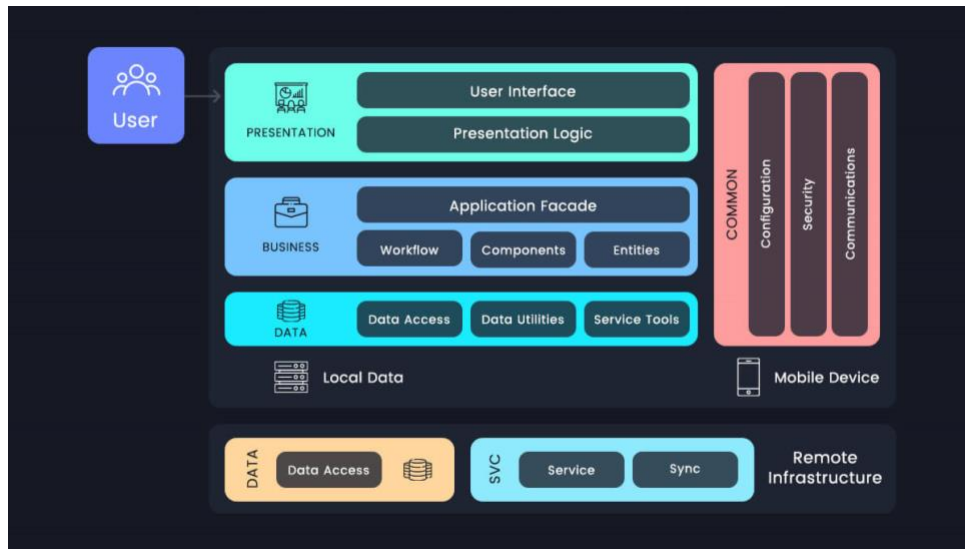 User
PRESENTATION
User Interface
Presentation Logic
BUSINESS
Application Facade
Workflow
Components
Entities
DATA
Data Access
Data Utilities
Service Tools
COMMON
Configuration
Security
Communications
Local Data
Mobile Device
DATA
Data Access
SVC
Service
Sync
Remote
Infrastructure